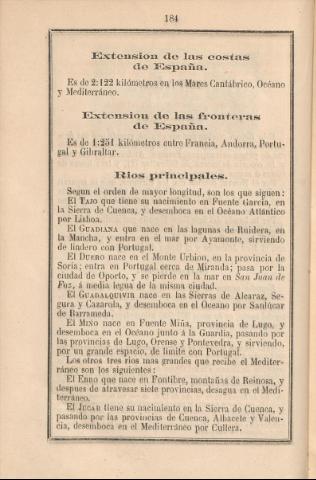 184
Extension de las costas
de España.
Es de 2:122 kilómetros en los Mares Cantábrico, Océano
y Mediterráneo.
Extension de las fronteras
de España.
Es de 1:251 kilómetros entre Francia, Andorra, Portu-
gal y Gibraltar.
Rios principales.
Segun el orden de mayor longitud, son los que siguen:
El TAJO que tiene su nacimiento en Fuente García, en
la Sierra de Cuenca, y desemboca en el Océano Atlántico
por Lisboa.
El GUADIANA que nace en las lagunas de Ruidera, en
la Mancha, y entra en el mar por Ayamonte, sirviendo
de lindero con Portugal.
El DUERO nace en el Monte Urbion, en la provincia de
Soria; entra en Portugal cerca de Miranda; pasa por la
ciudad de Oporto, y se pierde en la mar en San Juan de
Foz, á media legua de la misma ciudad.
El GUADALQUIVIR nace en las Sierras de Alcaraz, Se-
gura y Cazarola, y desemboca en el Océano por Sanlúcar
de Barrameda.
El MIÑO nace en Fuente Miña, provincia de Lugo, y
desemboca en el Océano junto á la Guardia, pasando por
las provincias de Lugo, Orense y Pontevedra, y sirviendo,
por un grande espacio, de límite con Portugal.
Los otros tres rios mas grandes que recibe el Mediter-
ráneo son los siguientes:
El EBRO que nace en Fontibre, montañas de Reinosa, y
despues de atravesar siete provincias, desagua en el Medi-
terráneo.
El JUCAR tiene su nacimiento en la Sierra de Cuenca, y
pasando por las provincias de Cuenca, Albacete y Valen-
cia, desemboca en el Mediterráneo por Cullera.